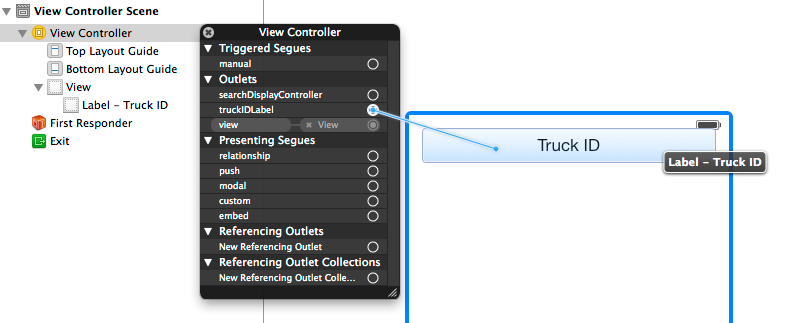 View Controller Scene
View Controller
Top Layout Guide
Bottom Layout Guide
View
Label – Truck ID
First Responder
Exit
View Controller
Triggered Segues
manual
Outlets
searchDisplayController
truckIDLabel
view
View
Presenting Segues
relationship
push
modal
custom
embed
Referencing Outlets
New Referencing Outlet
Referencing Outlet Collections
New Referencing Outlet Colle...
Truck ID
Label – Truck ID